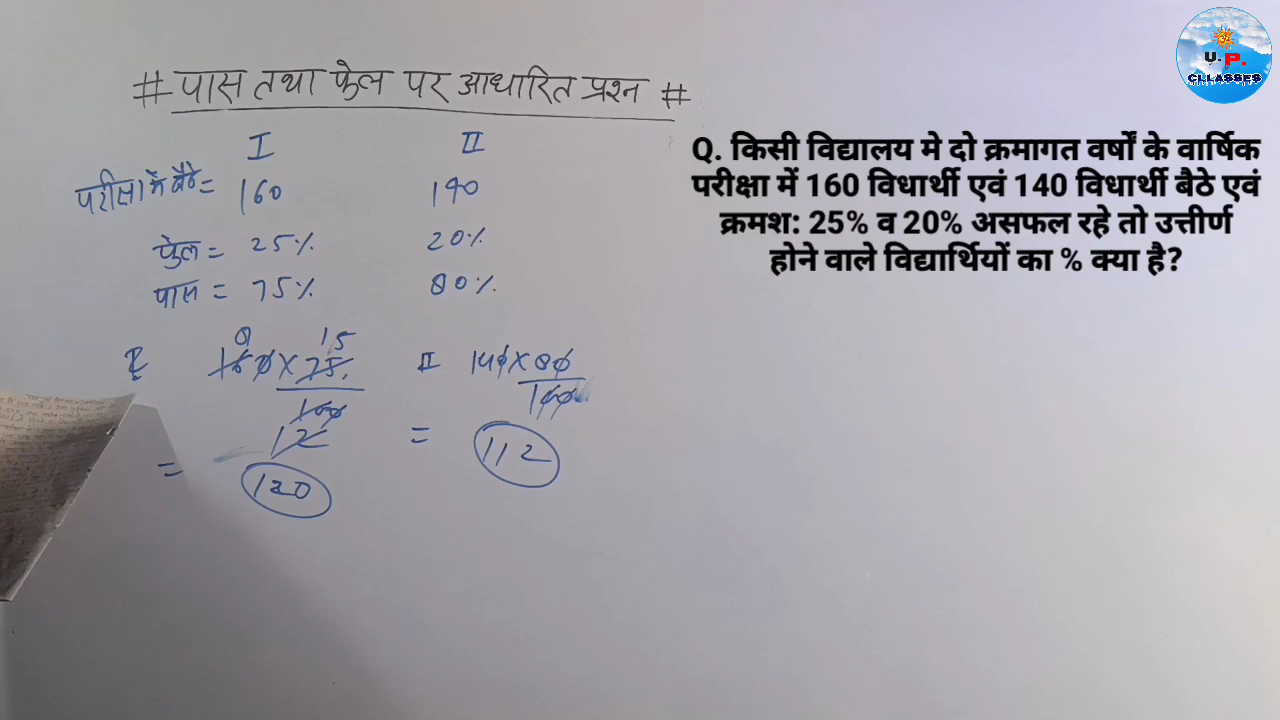 # पास तथा फेल पर आधारित प्रश्न #
I II
परीक्षा में बैठे = 160 140
फेल = 25% 20%
पास = 75% 80%
160 × 75 II 140 × 80
100 100
= 120 = 112
U.P.
CLLASSES
Q. किसी विद्यालय मे दो क्रमागत वर्षों के वार्षिक
परीक्षा में 160 विधार्थी एवं 140 विधार्थी बैठे एवं
क्रमश: 25% व 20% असफल रहे तो उत्तीर्ण
होने वाले विद्यार्थियों का % क्या है?